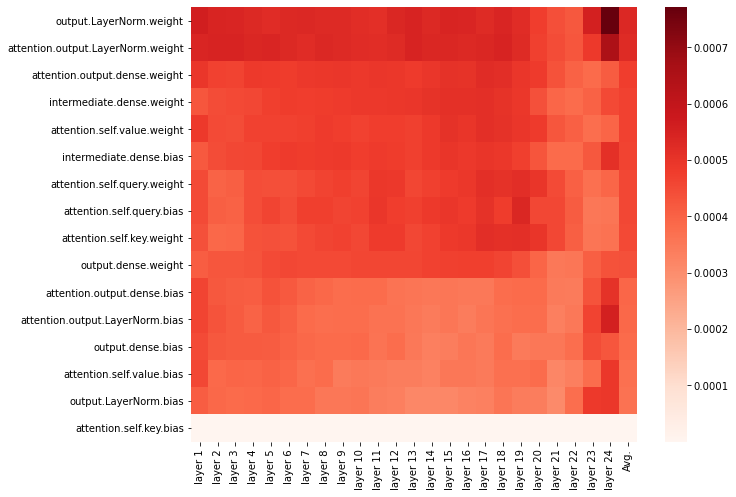 output.LayerNorm.weight
attention.output.LayerNorm.weight
attention.output.dense.weight
intermediate.dense.weight
attention.self.value.weight
intermediate.dense.bias
attention.self.query.weight
attention.self.query.bias
attention.self.key.weight
output.dense.weight
attention.output.dense.bias
attention.output.LayerNorm.bias
output.dense.bias
attention.self.value.bias
output.LayerNorm.bias
attention.self.key.bias
layer 1
layer 2
layer 3
layer 4
layer 5
layer 6
layer 7
layer 8
layer 9
layer 10
layer 11
layer 12
layer 13
layer 14
layer 15
layer 16
layer 17
layer 18
layer 19
layer 20
layer 21
layer 22
layer 23
layer 24
Avg.
0.0007
0.0006
0.0005
0.0004
0.0003
0.0002
0.0001